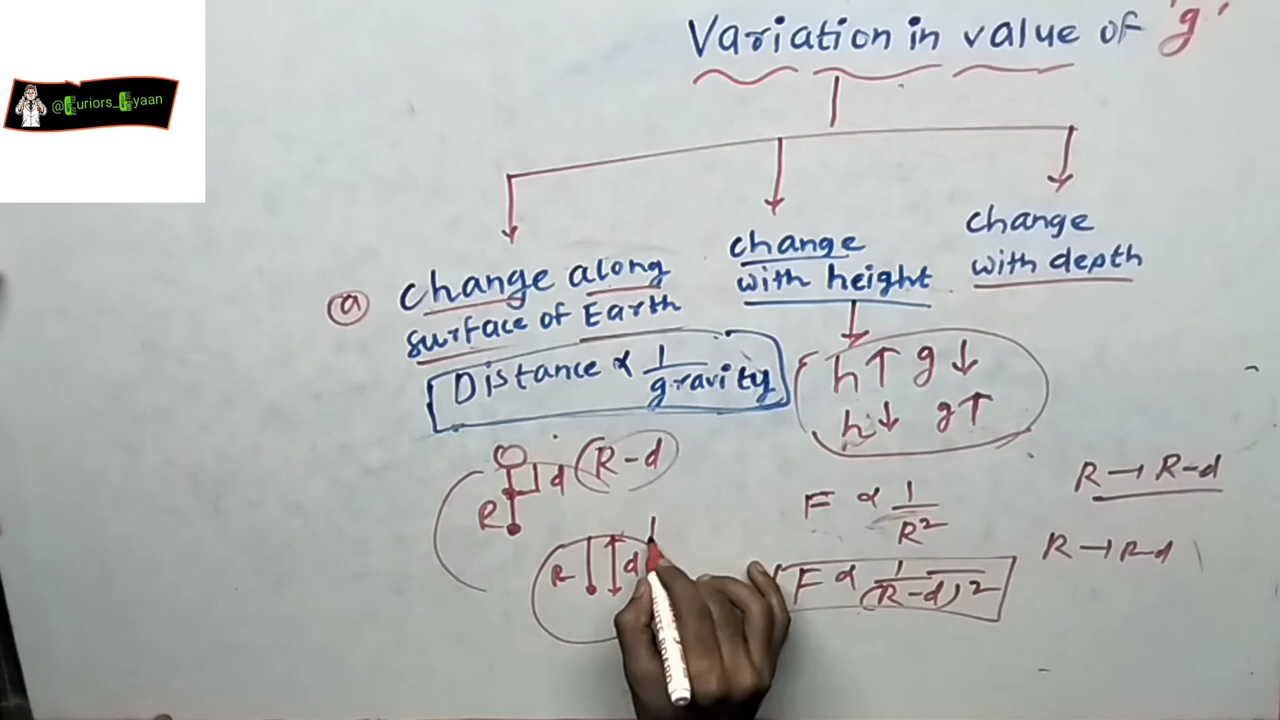 @Curiors_Gyaan
Variation in value of 'g'
change along
surface of Earth
(a)
Distance ∝ 1/gravity
change
with height
h↑ g↓
h↓ g↑
change
with depth
R d (R-d)
R d
F ∝ 1/R²
F ∝ 1/(R-d)²
R → R-d
R → R-d